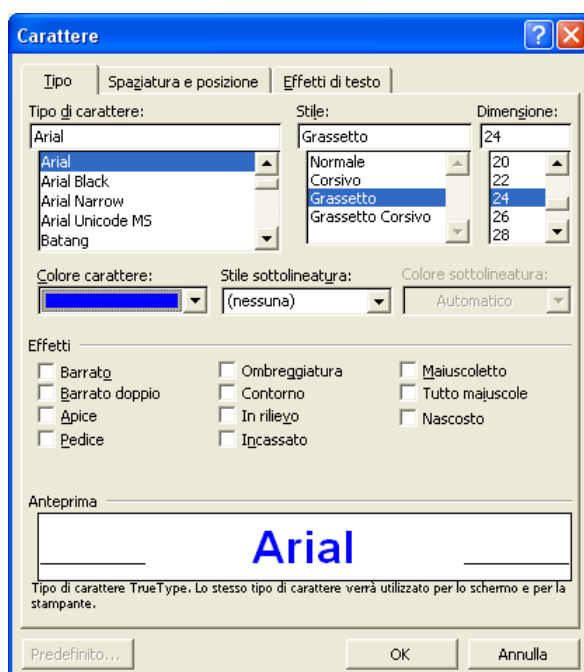 Carattere
Tipo Spaziatura e posizione Effetti di testo
Tipo di carattere: Stile: Dimensione:
Arial Grassetto 24
Arial Normale 20
Arial Black Corsivo 22
Arial Narrow Grassetto 24
Arial Unicode MS Grassetto Corsivo 26
Batang 28
Colore carattere: Stile sottolineatura: Colore sottolineatura:
(nessuna) Automatico
Effetti
Barrato Ombreggiatura Maiuscoletto
Barrato doppio Contorno Tutto maiuscole
Apice In rilievo Nascosto
Pedice Incassato
Anteprima
Arial
Tipo di carattere TrueType. Lo stesso tipo di carattere verrà utilizzato per lo schermo e per la
stampante.
Predefinito... OK Annulla